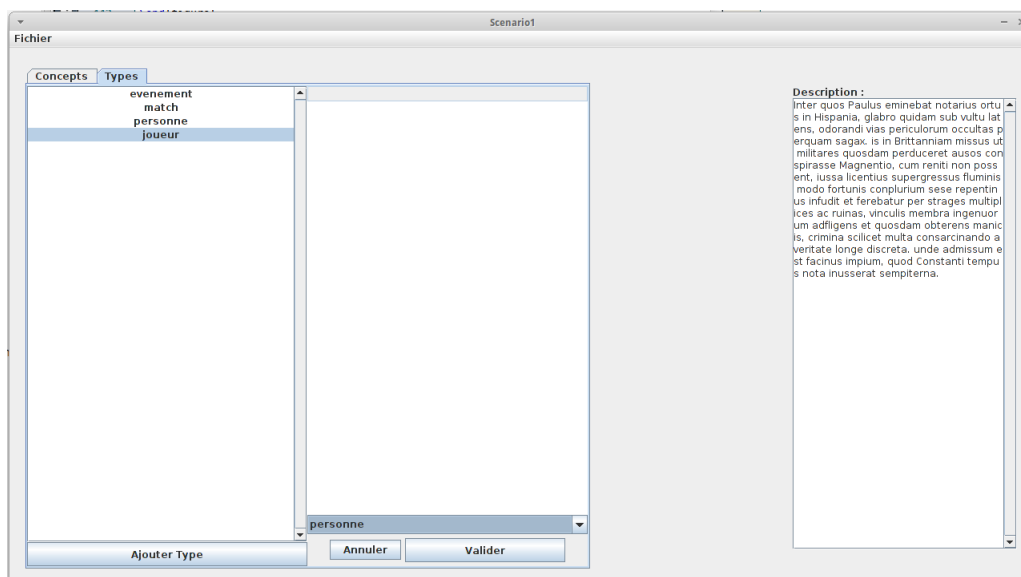 Scenario1
Fichier
Concepts Types
evenement
match
personne
joueur
personne
Ajouter Type
Annuler Valider
Description :
Inter quos Paulus eminebat notarius ortu
s in Hispania, glabro quidam sub vultu lat
ens, odorandi vias periculorum occultas p
erquam sagax. is in Brittanniam missus ut
militares quosdam perduceret ausos con
spirasse Magnentio, cum reniti non poss
ent, iussa licentius supergressus fluminis
modo fortunis conplurium sese repentin
us infudit et ferebatur per strages multipl
ices ac ruinas, vinculis membra ingenuor
um adfligens et quosdam obterens manic
is, crimina scilicet multa consarcinando a
veritate longe discreta. unde admissum e
st facinus impium, quod Constanti tempu
s nota inusserat sempiterna.